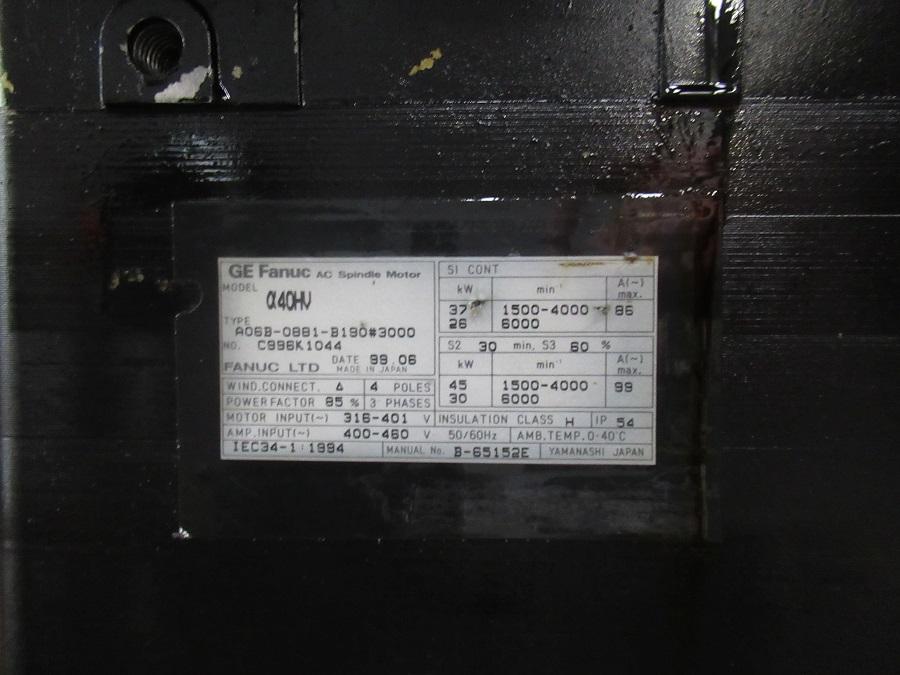 GE Fanuc AC Spindle Motor
MODEL
α40HV
TYPE
A06B-0881-B190#3000
NO. C996K1044
DATE 99.06
FANUC LTD MADE IN JAPAN
WIND.CONNECT. Δ 4 POLES
POWER FACTOR 85 % 3 PHASES
S1 CONT
kW min⁻¹ A(~) max.
37 1500-4000 86
26 6000
S2 30 min, S3 60 %
kW min⁻¹ A(~) max.
45 1500-4000 99
30 6000
MOTOR INPUT(~) 316-401 V INSULATION CLASS H IP 54
AMP.INPUT(~) 400-460 V 50/60Hz AMB.TEMP.0-40°C
IEC34-1:1994 MANUAL No. B-65152E YAMANASHI JAPAN